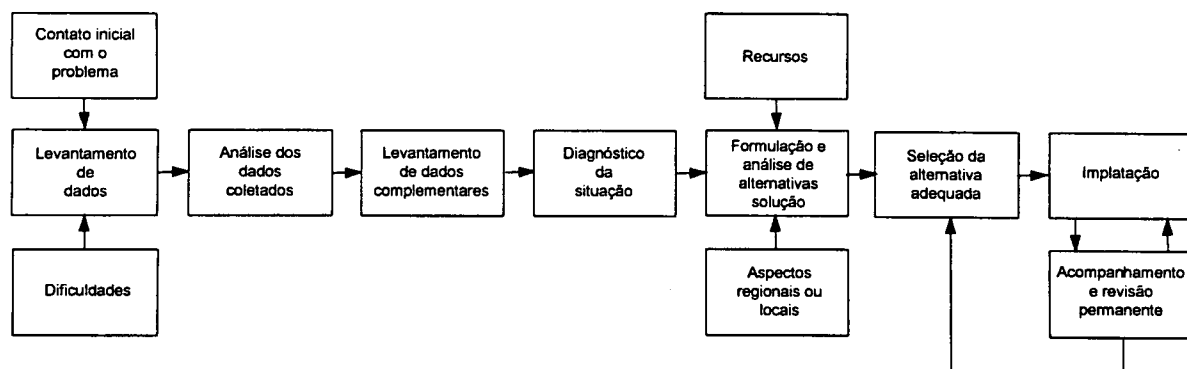 Contato inicial
com o
problema
Recursos
Levantamento
de
dados
Análise dos
dados
coletados
Levantamento
de dados
complementares
Diagnóstico
da
situação
Formulação e
análise de
alternativas
solução
Seleção da
alternativa
adequada
Implatação
Dificuldades
Aspectos
regionais ou
locais
Acompanhamento
e revisão
permanente